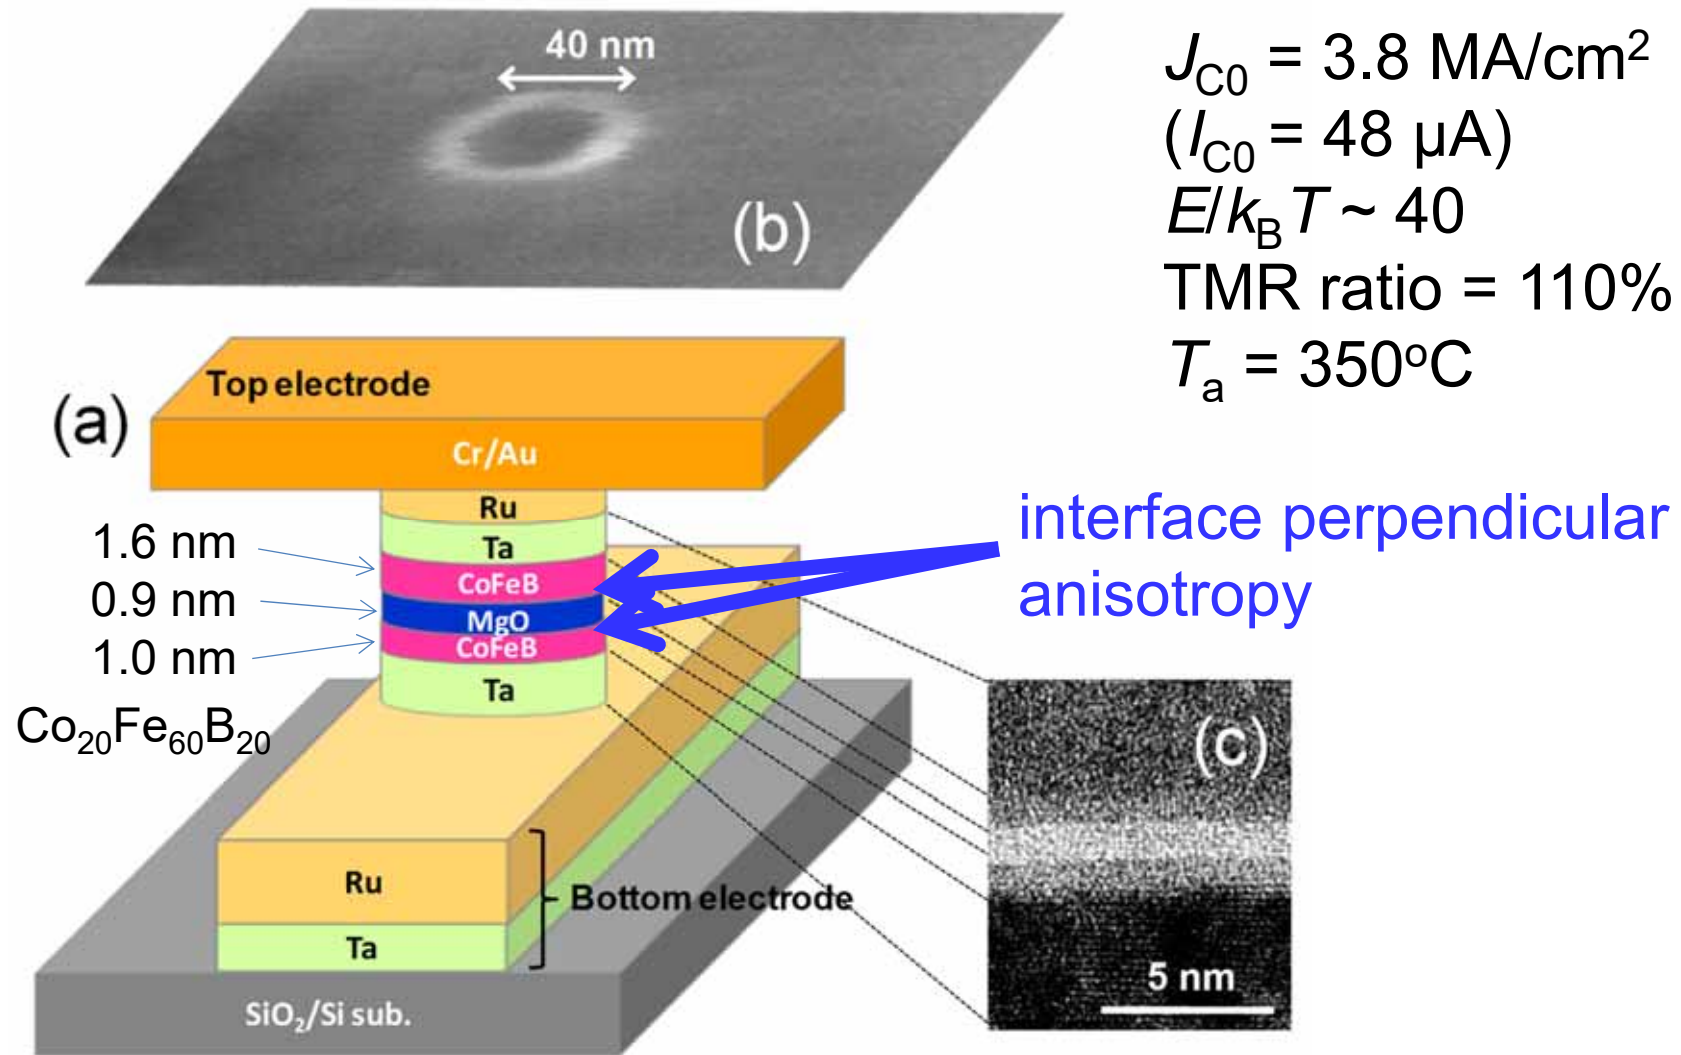 40 nm
(b)
J_C0 = 3.8 MA/cm²
(I_C0 = 48 µA)
E/k_BT ~ 40
TMR ratio = 110%
T_a = 350°C
(a)
Top electrode
Cr/Au
Ru
Ta
CoFeB
MgO
CoFeB
Ta
1.6 nm
0.9 nm
1.0 nm
Co₂₀Fe₆₀B₂₀
interface perpendicular
anisotropy
(c)
5 nm
Ru
Ta
Bottom electrode
SiO₂/Si sub.